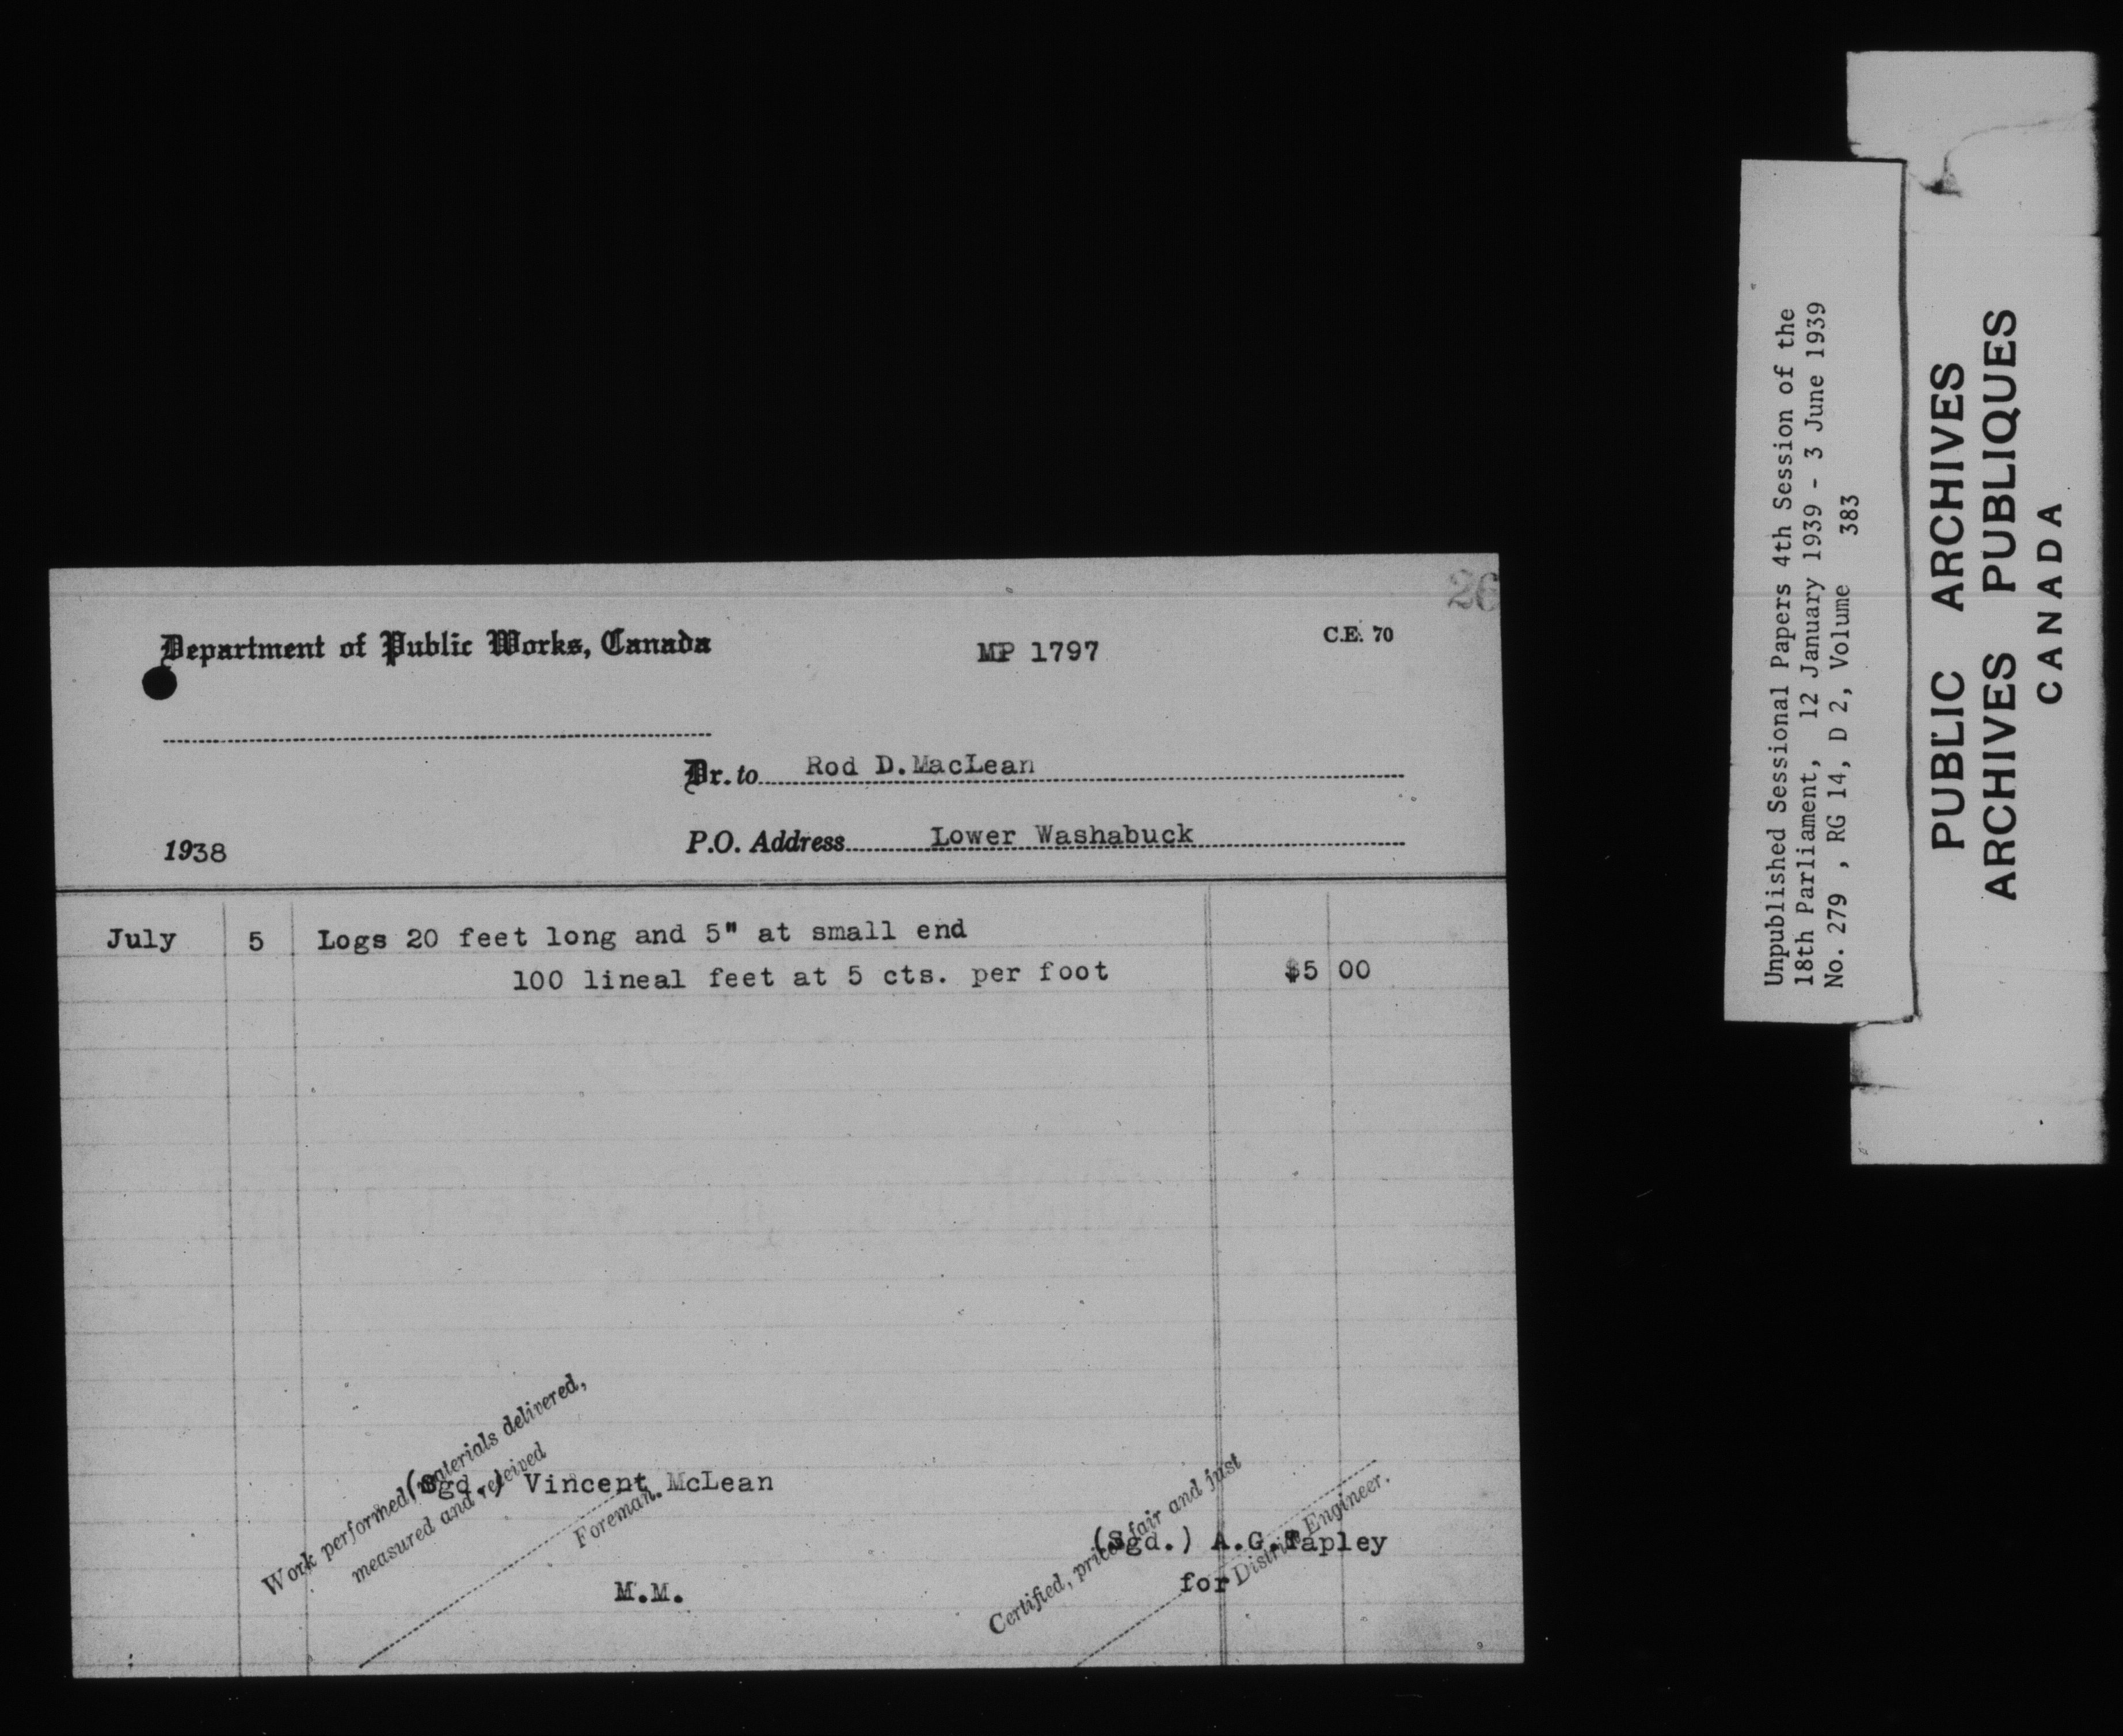 26
Department of Public Works, Canada
MP 1797
C.E. 70
Dr. to Rod D.MacLean
1938
P.O. Address Lower Washabuck
July 5 Logs 20 feet long and 5" at small end
100 lineal feet at 5 cts. per foot $5 00
Work performed, materials delivered,
measured and received
(Sgd.) Vincent McLean
Foreman.
M.M.
Certified, prices fair and just
(Sgd.) A.G.Tapley
for District Engineer.
Unpublished Sessional Papers 4th Session of the
18th Parliament, 12 January 1939 - 3 June 1939
No. 279 , RG 14, D 2, Volume 383
PUBLIC ARCHIVES
ARCHIVES PUBLIQUES
CANADA